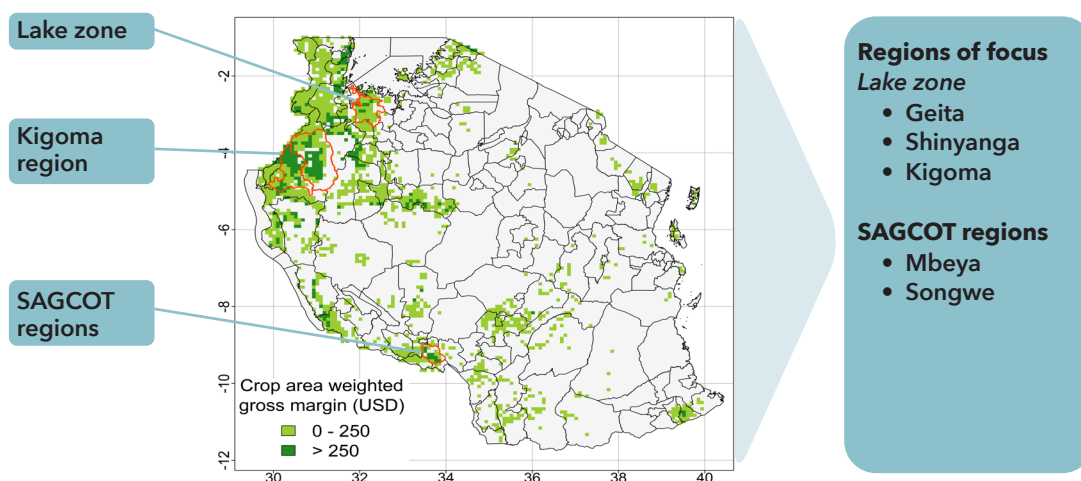 Lake zone
Kigoma
region
SAGCOT
regions
-2
-4
-6
-8
-10
-12
Crop area weighted
gross margin (USD)
0 - 250
> 250
30
32
34
36
38
40
Regions of focus
Lake zone
• Geita
• Shinyanga
• Kigoma
SAGCOT regions
• Mbeya
• Songwe